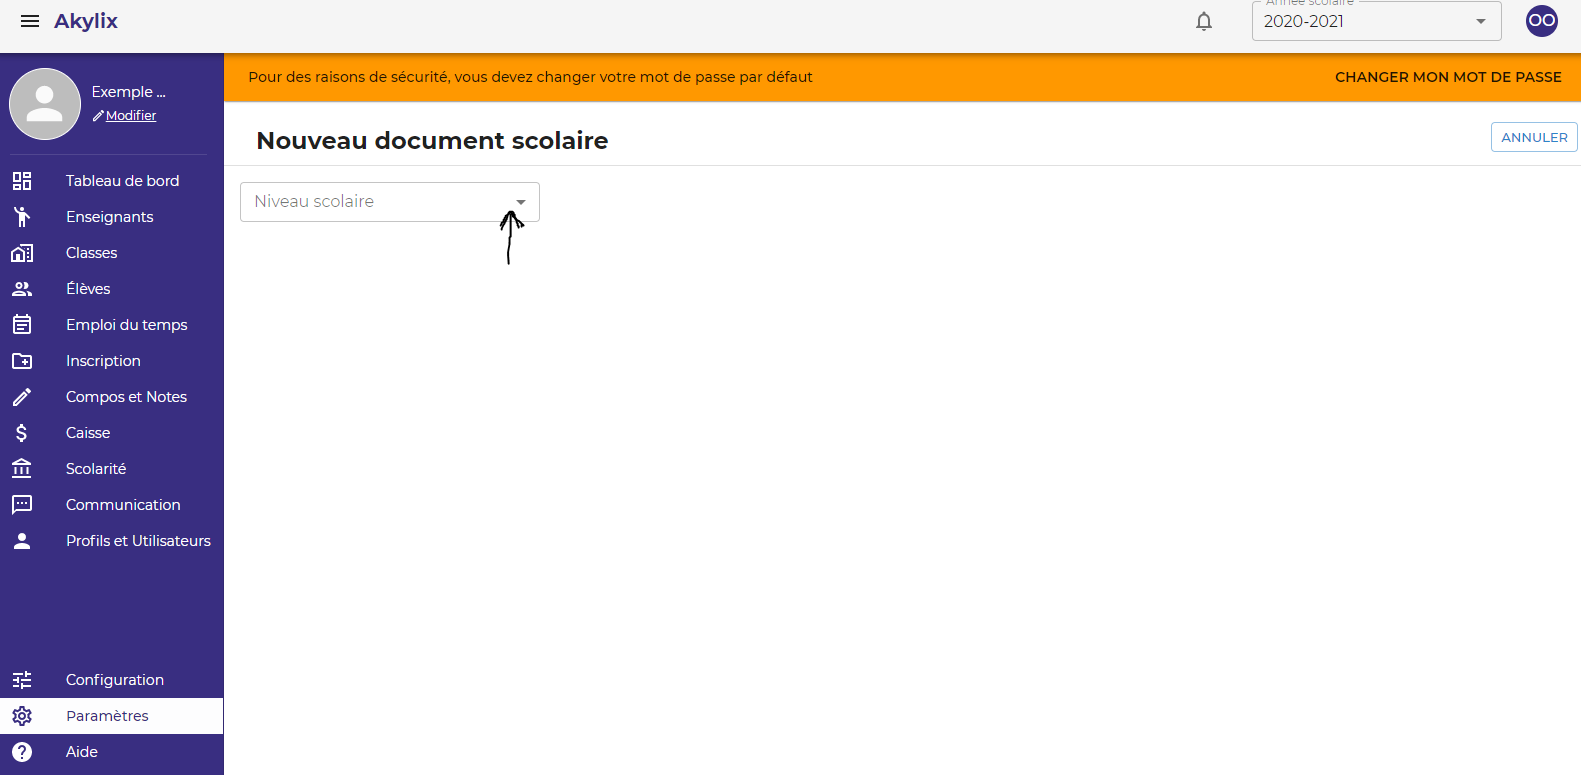 Akylix
Année scolaire
2020-2021
OO
Exemple ...
Modifier
Tableau de bord
Enseignants
Classes
Élèves
Emploi du temps
Inscription
Compos et Notes
Caisse
Scolarité
Communication
Profils et Utilisateurs
Configuration
Paramètres
Aide
Pour des raisons de sécurité, vous devez changer votre mot de passe par défaut
CHANGER MON MOT DE PASSE
Nouveau document scolaire
ANNULER
Niveau scolaire